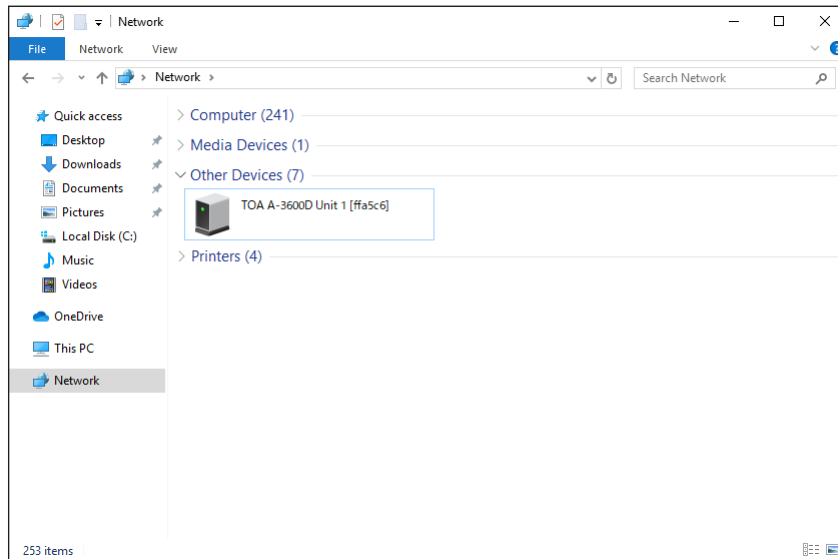 Network
File Network View
Network
Search Network
Quick access
Desktop
Downloads
Documents
Pictures
Local Disk (C:)
Music
Videos
OneDrive
This PC
Network
Computer (241)
Media Devices (1)
Other Devices (7)
TOA A-3600D Unit 1 [ffa5c6]
Printers (4)
253 items